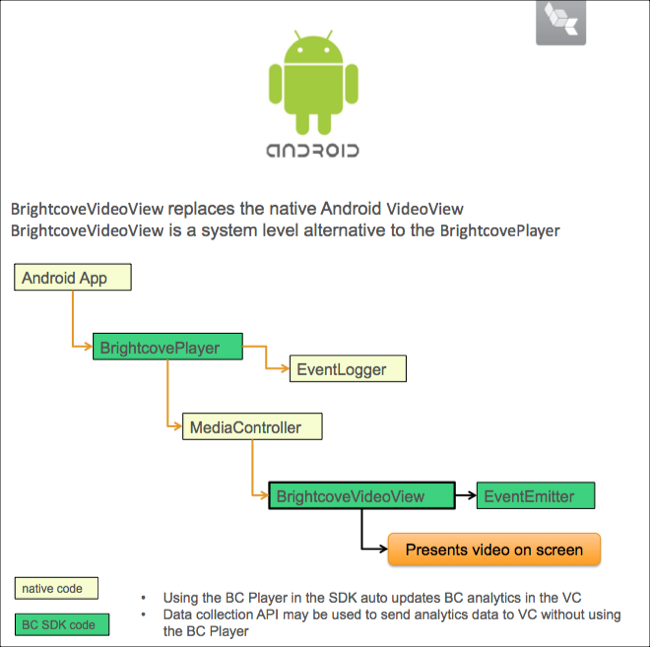 ANDROID
BrightcoveVideoView replaces the native Android VideoView
BrightcoveVideoView is a system level alternative to the BrightcovePlayer
Android App
BrightcovePlayer
EventLogger
MediaController
BrightcoveVideoView
EventEmitter
Presents video on screen
native code
BC SDK code
• Using the BC Player in the SDK auto updates BC analytics in the VC
• Data collection API may be used to send analytics data to VC without using
the BC Player